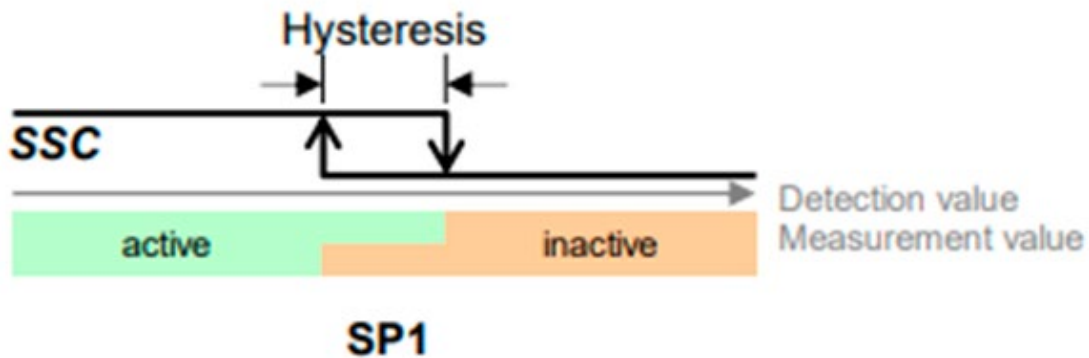 Hysteresis
SSC
Detection value
Measurement value
active
inactive
SP1